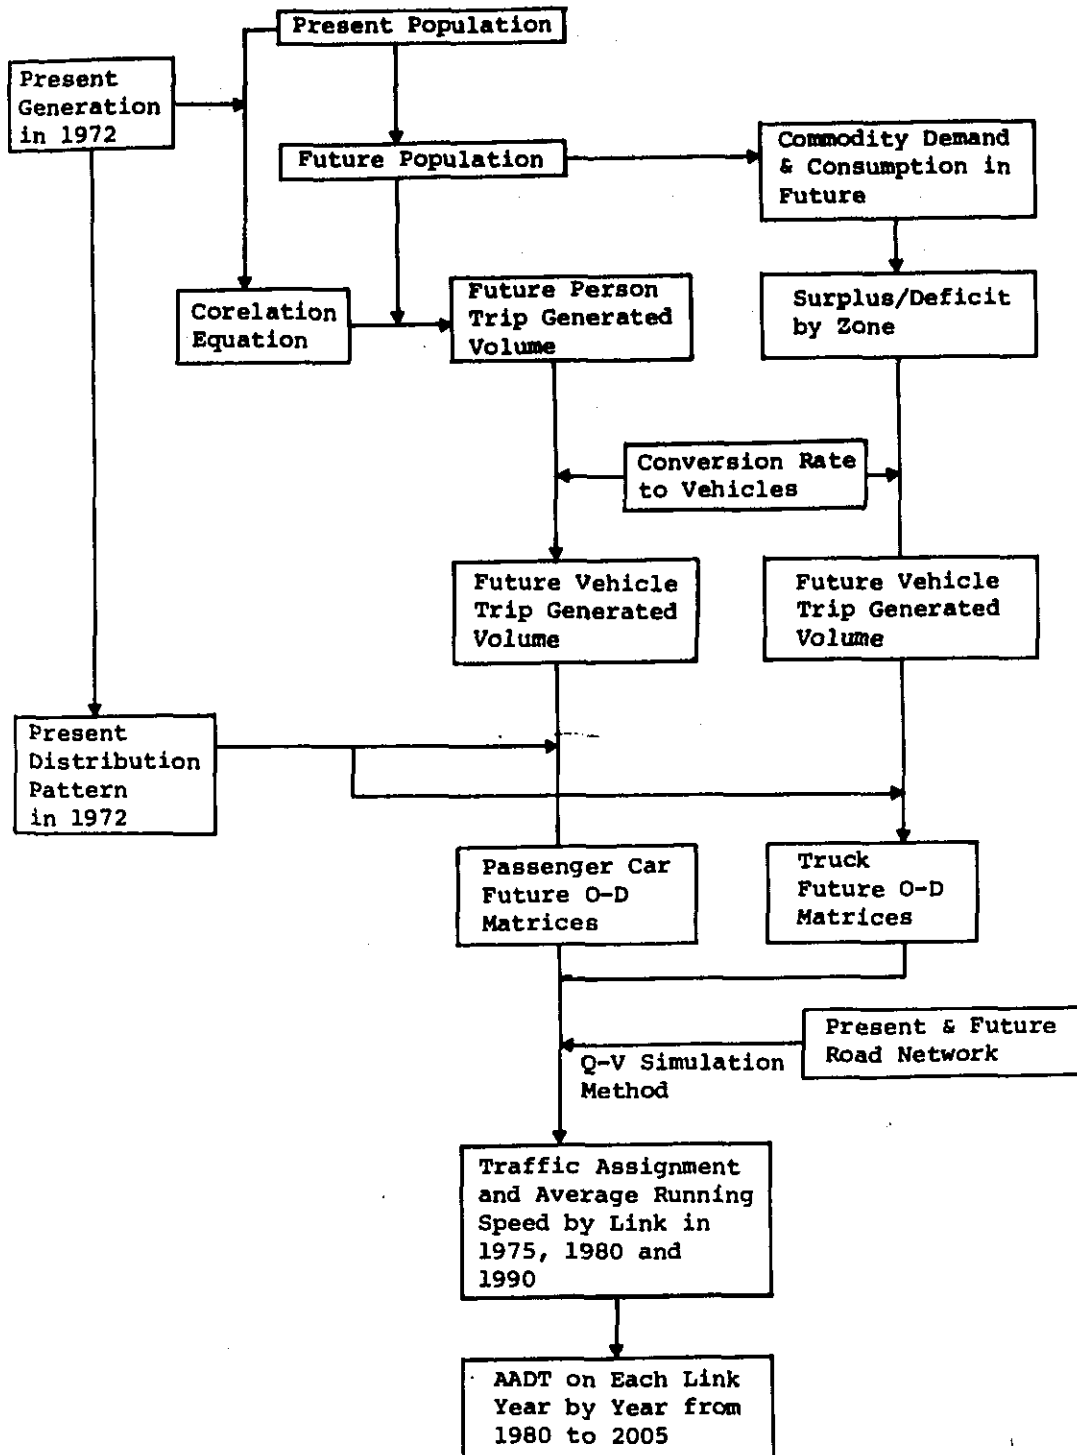 Present Population
Present
Generation
in 1972
Future Population
Commodity Demand
& Consumption in
Future
Corelation
Equation
Future Person
Trip Generated
Volume
Surplus/Deficit
by Zone
Conversion Rate
to Vehicles
Future Vehicle
Trip Generated
Volume
Future Vehicle
Trip Generated
Volume
Present
Distribution
Pattern
in 1972
Passenger Car
Future O-D
Matrices
Truck
Future O-D
Matrices
Present & Future
Road Network
Q-V Simulation
Method
Traffic Assignment
and Average Running
Speed by Link in
1975, 1980 and
1990
AADT on Each Link
Year by Year from
1980 to 2005